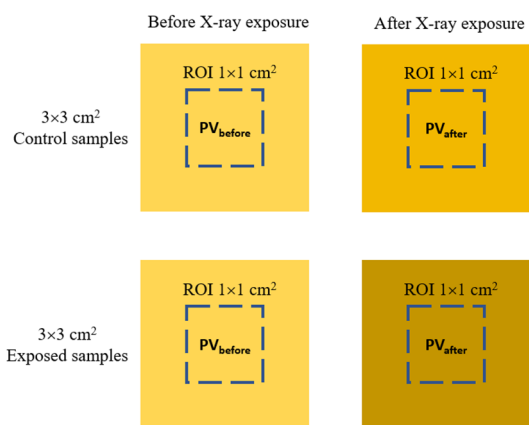 Before X-ray exposure
After X-ray exposure
3×3 cm²
Control samples
ROI 1×1 cm²
PVbefore
ROI 1×1 cm²
PVafter
3×3 cm²
Exposed samples
ROI 1×1 cm²
PVbefore
ROI 1×1 cm²
PVafter